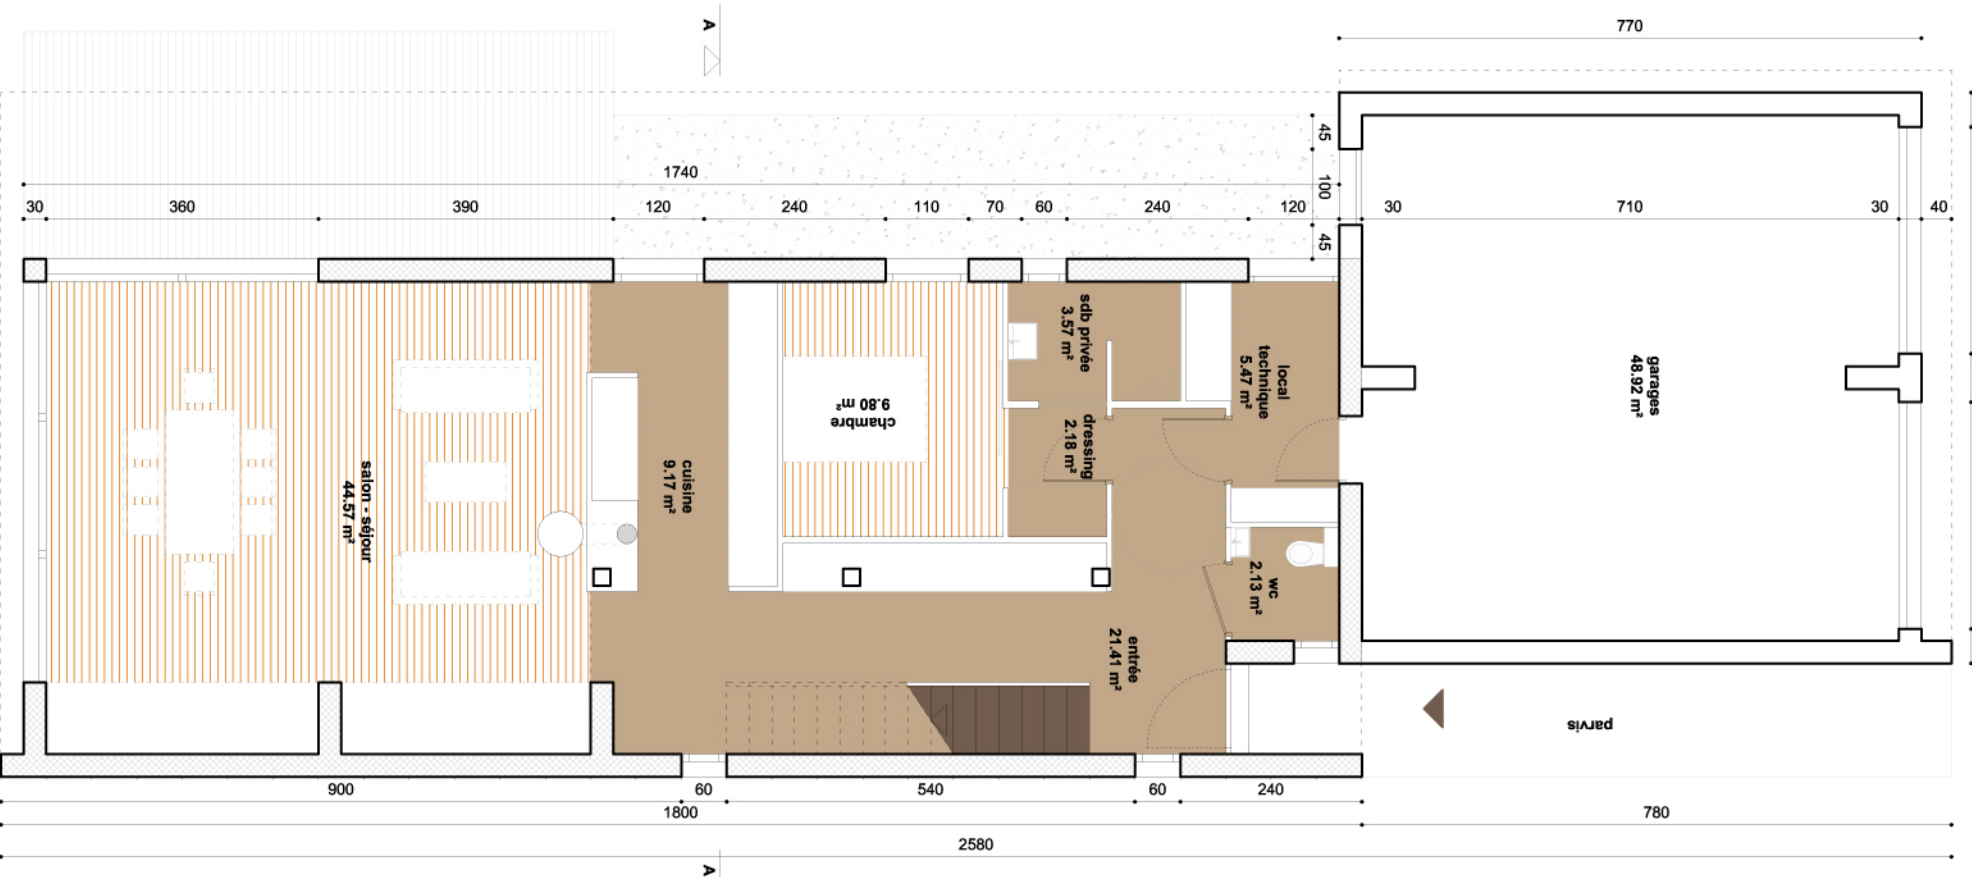 A
770
45
1740
100
30
360
390
120
240
110
70
60
240
120
30
710
30
40
45
sdb privée
3.57 m²
local
technique
5.47 m²
garages
48.92 m²
chambre
9.80 m²
dressing
2.18 m²
salon - séjour
44.57 m²
cuisine
9.17 m²
wc
2.13 m²
entrée
21.41 m²
parvis
900
60
540
60
240
1800
780
2580
A